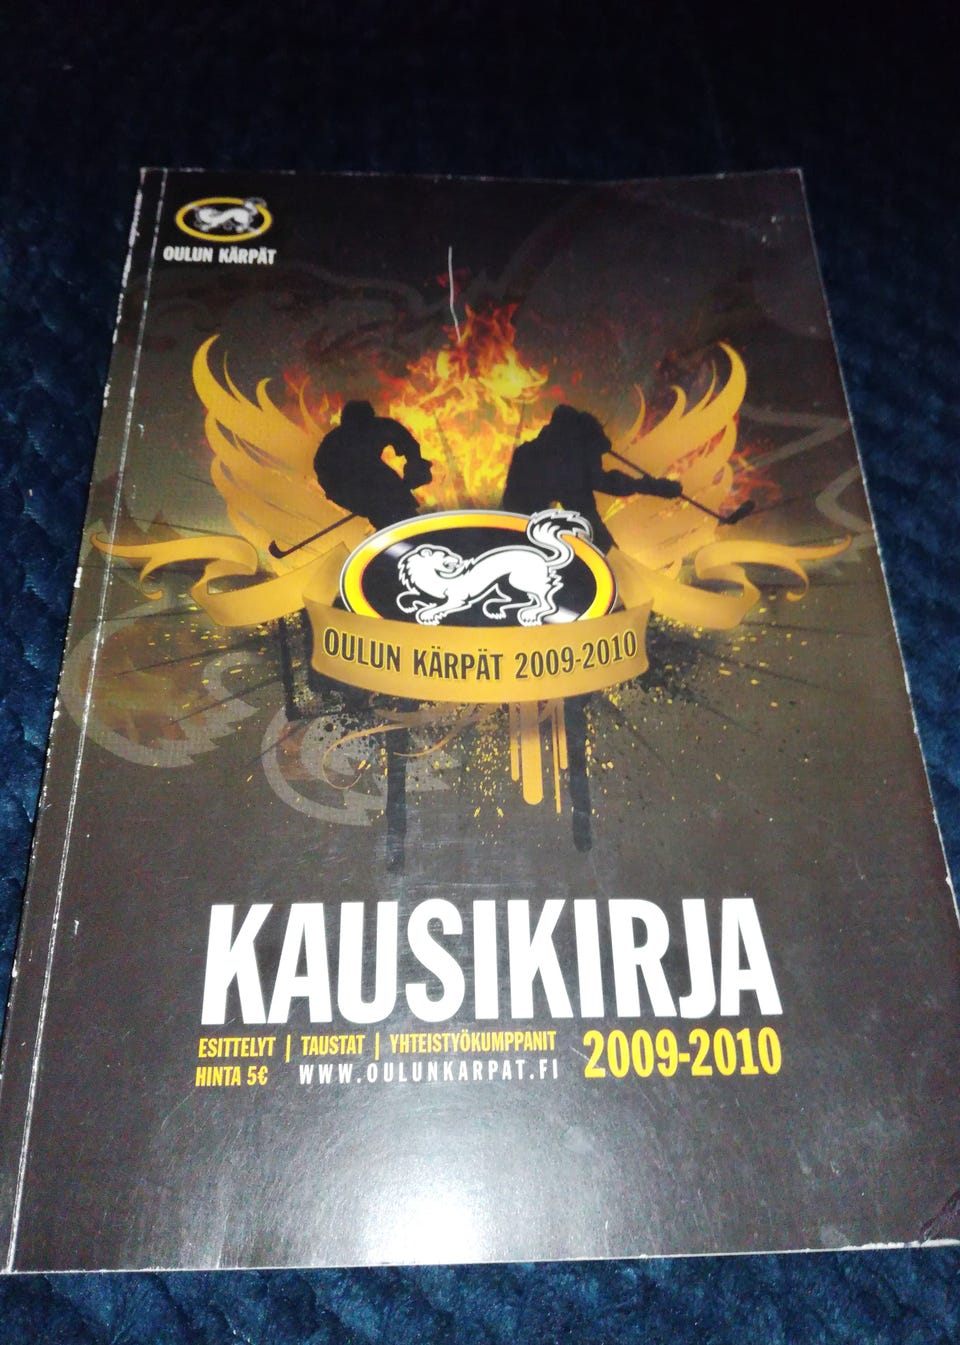 OULUN KÄRPÄT
OULUN KÄRPÄT 2009-2010
KAUSIKIRJA
ESITTELYT | TAUSTAT | YHTEISTYÖKUMPPANIT
2009-2010
HINTA 5€ WWW.OULUNKARPAT.FI